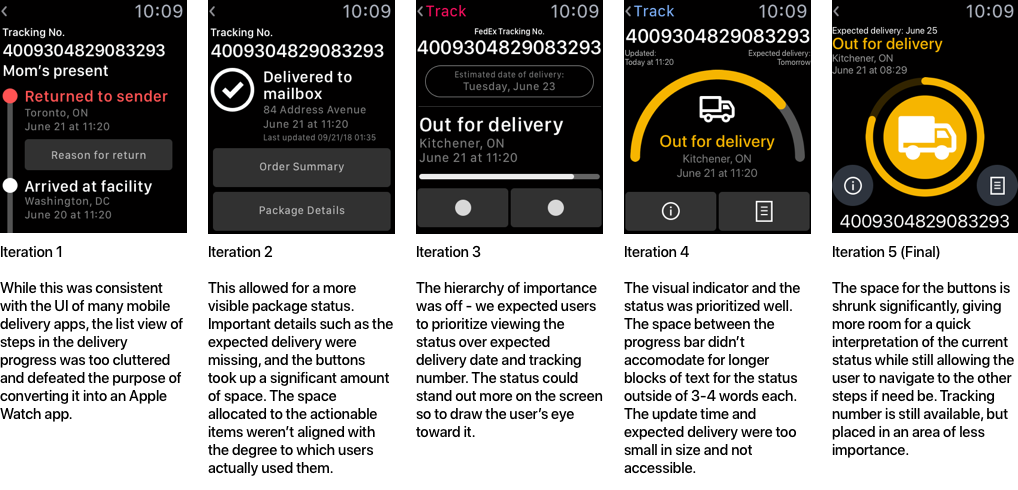 10:09
Tracking No.
4009304829083293
Mom's present
Returned to sender
Toronto, ON
June 21 at 11:20
Reason for return
Arrived at facility
Washington, DC
June 20 at 11:20
Iteration 1
While this was consistent
with the UI of many mobile
delivery apps, the list view of
steps in the delivery
progress was too cluttered
and defeated the purpose of
converting it into an Apple
Watch app.
10:09
Tracking No.
4009304829083293
Delivered to
mailbox
84 Address Avenue
June 21 at 11:20
Last updated 09/21/18 01:35
Order Summary
Package Details
Iteration 2
This allowed for a more
visible package status.
Important details such as the
expected delivery were
missing, and the buttons
took up a significant amount
of space. The space
allocated to the actionable
items weren't aligned with
the degree to which users
actually used them.
Track 10:09
FedEx Tracking No.
4009304829083293
Estimated date of delivery:
Tuesday, June 23
Out for delivery
Kitchener, ON
June 21 at 11:20
Iteration 3
The hierarchy of importance
was off - we expected users
to prioritize viewing the
status over expected
delivery date and tracking
number. The status could
stand out more on the screen
so to draw the user's eye
toward it.
Track 10:09
4009304829083293
Updated: Expected delivery:
Today at 11:20 Tomorrow
Out for delivery
Kitchener, ON
June 21 at 11:20
Iteration 4
The visual indicator and the
status was prioritized well.
The space between the
progress bar didn't
accomodate for longer
blocks of text for the status
outside of 3-4 words each.
The update time and
expected delivery were too
small in size and not
accessible.
10:09
Expected delivery: June 25
Out for delivery
Kitchener, ON
June 21 at 08:29
4009304829083293
Iteration 5 (Final)
The space for the buttons is
shrunk significantly, giving
more room for a quick
interpretation of the current
status while still allowing the
user to navigate to the other
steps if need be. Tracking
number is still available, but
placed in an area of less
importance.